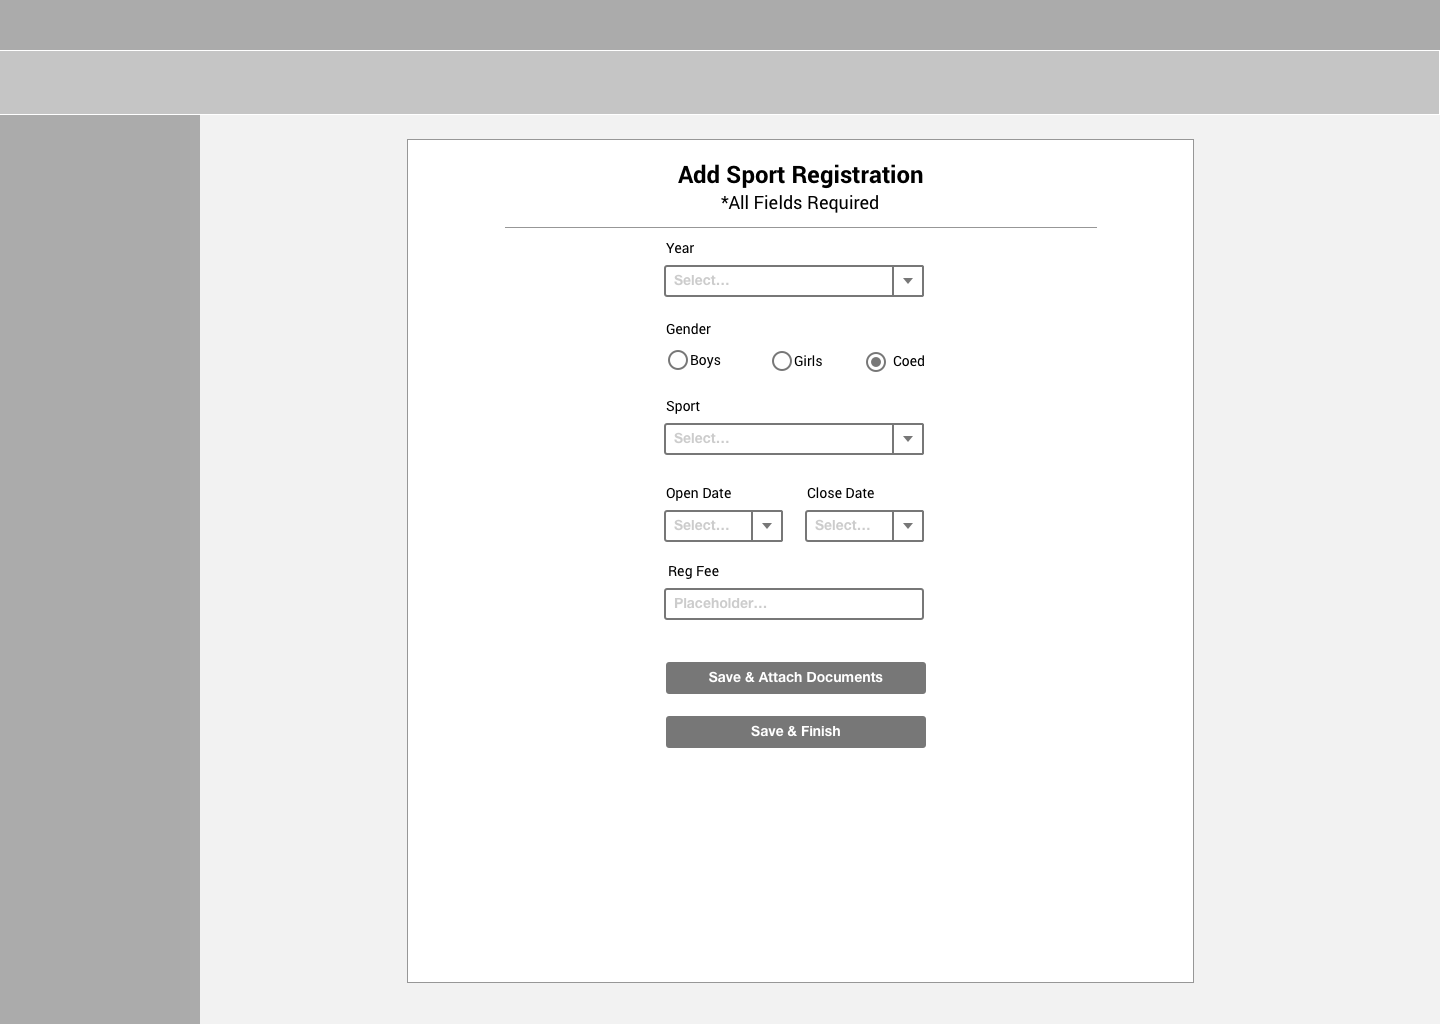 Add Sport Registration
*All Fields Required
Year
Select...
Gender
Boys Girls Coed
Sport
Select...
Open Date Close Date
Select... Select...
Reg Fee
Placeholder...
Save & Attach Documents
Save & Finish